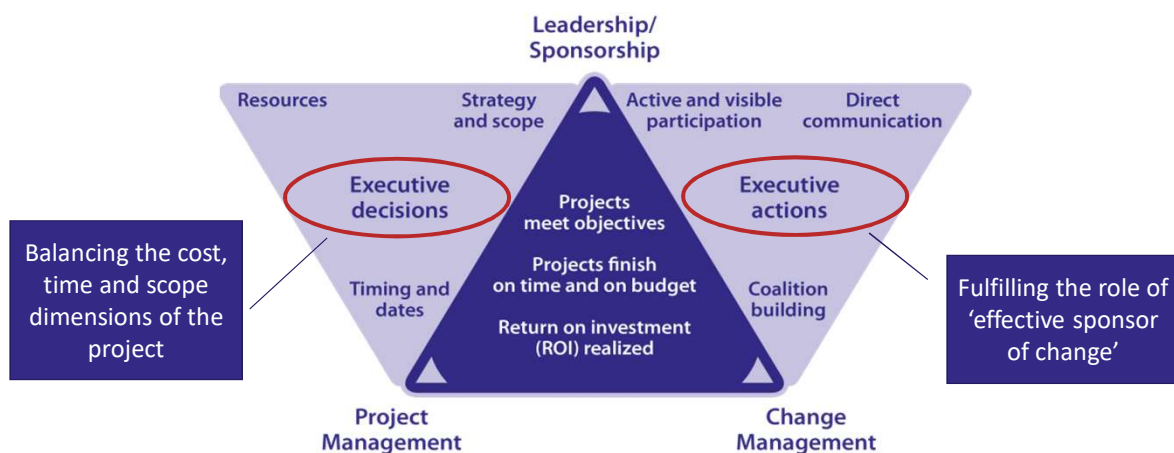 Leadership/
Sponsorship
Resources
Strategy
and scope
Active and visible
participation
Direct
communication
Executive
decisions
Executive
actions
Projects
meet objectives
Projects finish
on time and on budget
Return on investment
(ROI) realized
Timing and
dates
Coalition
building
Balancing the cost,
time and scope
dimensions of the
project
Fulfilling the role of
‘effective sponsor
of change’
Project
Management
Change
Management